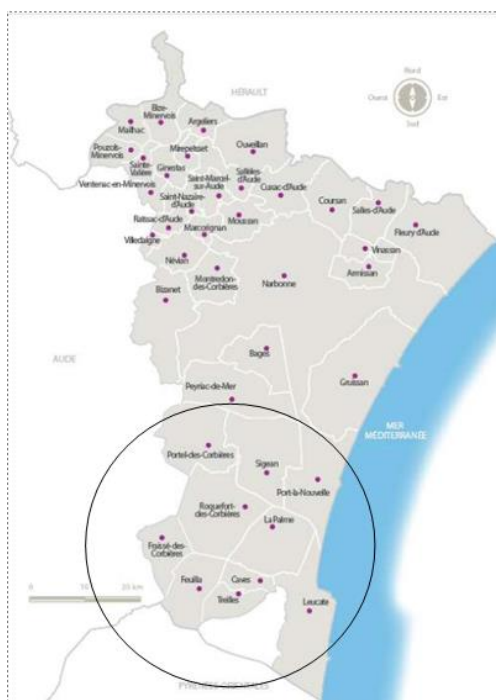 Nord
Ouest
Est
Sud
HÉRAULT
Bize-
Minervois
Mailhac
Argeliers
Ouveillan
Pouzols-
Minervois
Mirepeisset
Sainte-
Valière
Ginestas
Saint-Marcel-
sur-Aude
Sallèles-
d'Aude
Cuxac-d'Aude
Ventenac-en-Minervois
Saint-Nazaire-
d'Aude
Coursan
Salles-d'Aude
Fleury d'Aude
Raissac-d'Aude
Moussan
Marcorignan
Villedaigne
Vinassan
Névian
Armissan
Montredon-
des-Corbières
Narbonne
Bizanet
Bages
AUDE
Gruissan
Peyriac-de-Mer
MER
MÉDITERRANÉE
Portel-des-Corbières
Sigean
Port-la-Nouvelle
Roquefort-
des-Corbières
La Palme
Fraissé-des-
Corbières
Feuilla
Caves
Treilles
Leucate
0
PYRÉNÉES ORIENTALES